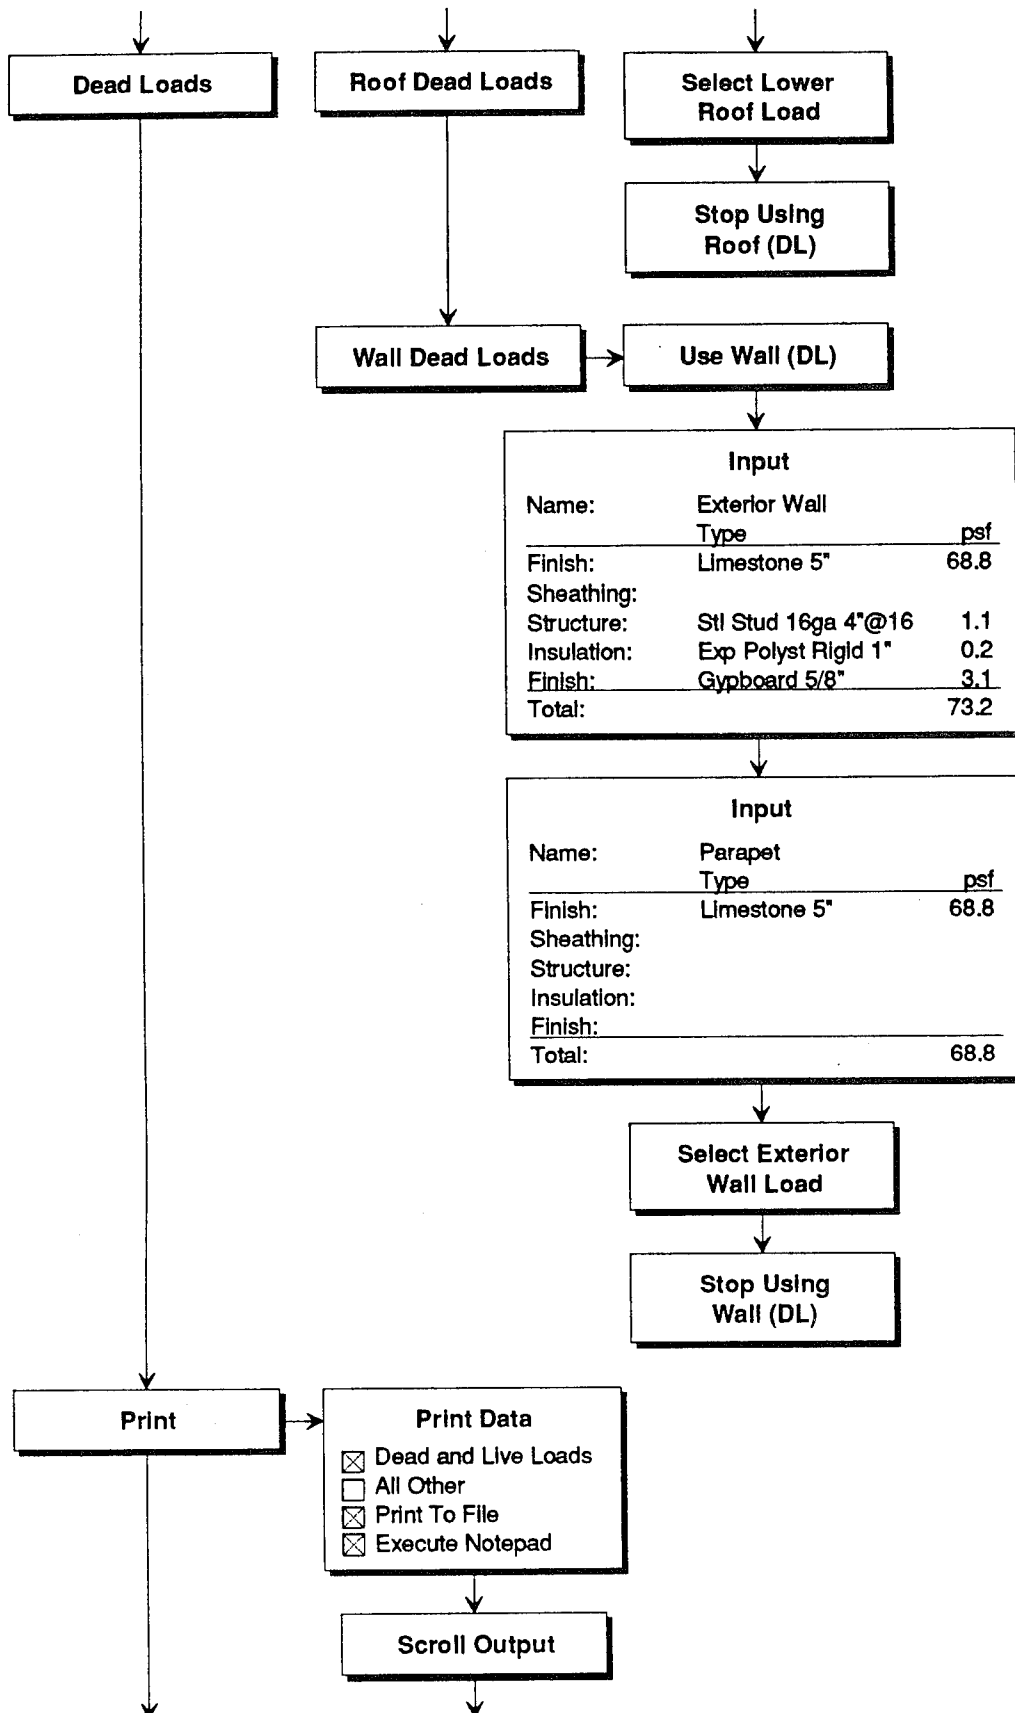 Dead Loads
Roof Dead Loads
Select Lower
Roof Load
Stop Using
Roof (DL)
Wall Dead Loads
Use Wall (DL)
Input
Name: Exterior Wall
Type psf
Finish: Limestone 5" 68.8
Sheathing:
Structure: Stl Stud 16ga 4"@16 1.1
Insulation: Exp Polyst Rigid 1" 0.2
Finish: Gypboard 5/8" 3.1
Total: 73.2
Input
Name: Parapet
Type psf
Finish: Limestone 5" 68.8
Sheathing:
Structure:
Insulation:
Finish:
Total: 68.8
Select Exterior
Wall Load
Stop Using
Wall (DL)
Print
Print Data
Dead and Live Loads
All Other
Print To File
Execute Notepad
Scroll Output